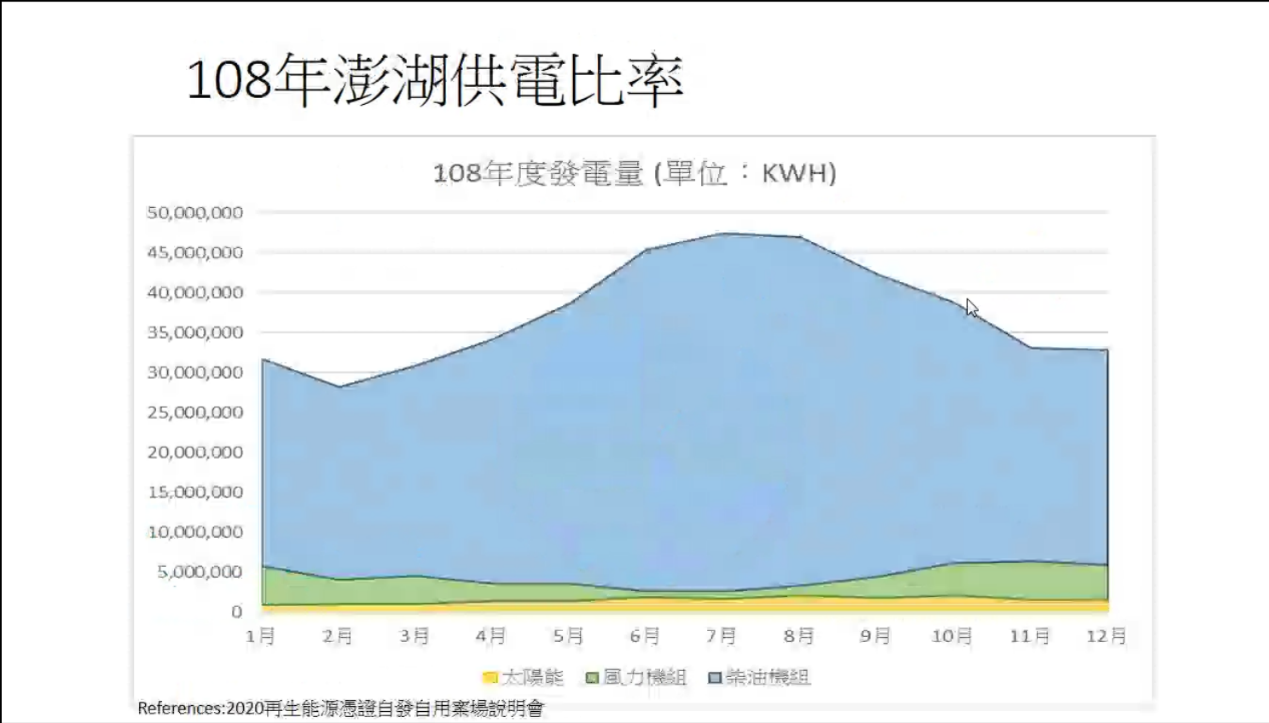 108年澎湖供電比率
108年度發電量 (單位：KWH)
50,000,000
45,000,000
40,000,000
35,000,000
30,000,000
25,000,000
20,000,000
15,000,000
10,000,000
5,000,000
0
1月 2月 3月 4月 5月 6月 7月 8月 9月 10月 11月 12月
太陽能 風力機組 柴油機組
References:2020再生能源憑證自發自用案場說明會